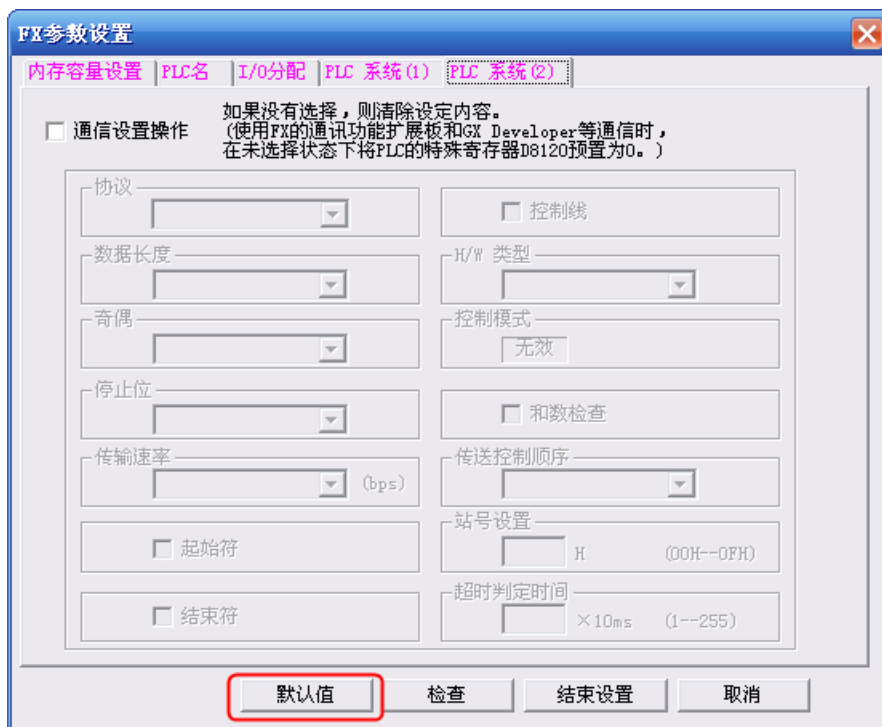 FX参数设置
内存容量设置 PLC名 I/O分配 PLC 系统(1) PLC 系统(2)
通信设置操作
如果没有选择，则清除设定内容。
(使用FX的通讯功能扩展板和GX Developer等通信时，
在未选择状态下将PLC的特殊寄存器D8120预置为0。)
协议
控制线
数据长度
H/W 类型
奇偶
控制模式
无效
停止位
和数检查
传输速率
(bps)
传送控制顺序
起始符
站号设置
H (00H--0FH)
结束符
超时判定时间
×10ms (1--255)
默认值 检查 结束设置 取消